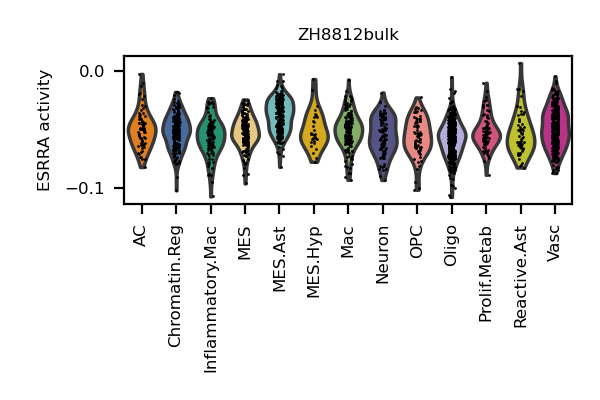 ZH8812bulk
ESRRA activity
0.0
−0.1
AC
Chromatin.Reg
Inflammatory.Mac
MES
MES.Ast
MES.Hyp
Mac
Neuron
OPC
Oligo
Prolif.Metab
Reactive.Ast
Vasc